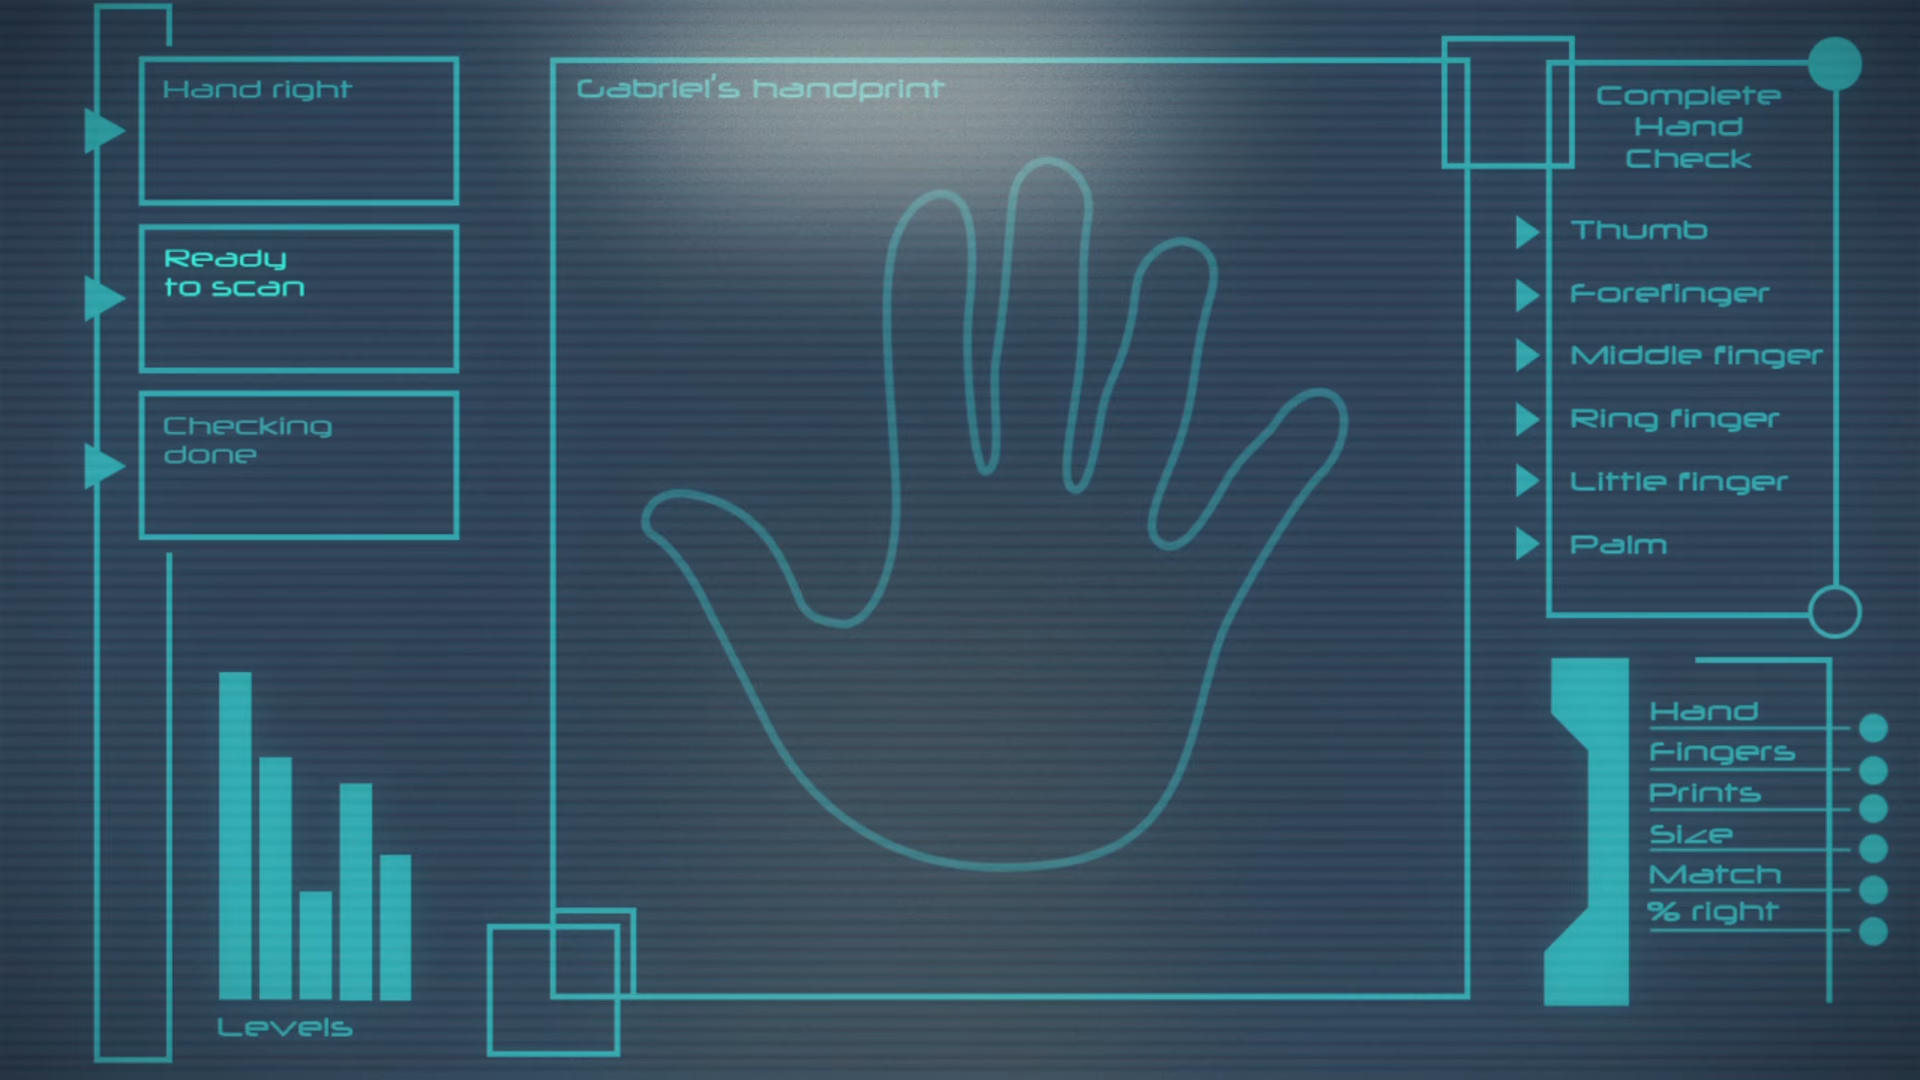 Hand right
Ready
to scan
Checking
done
Levels
Gabriel's handprint
Complete
Hand
Check
Thumb
Forefinger
Middle finger
Ring finger
Little finger
Palm
Hand
Fingers
Prints
Size
Match
% right